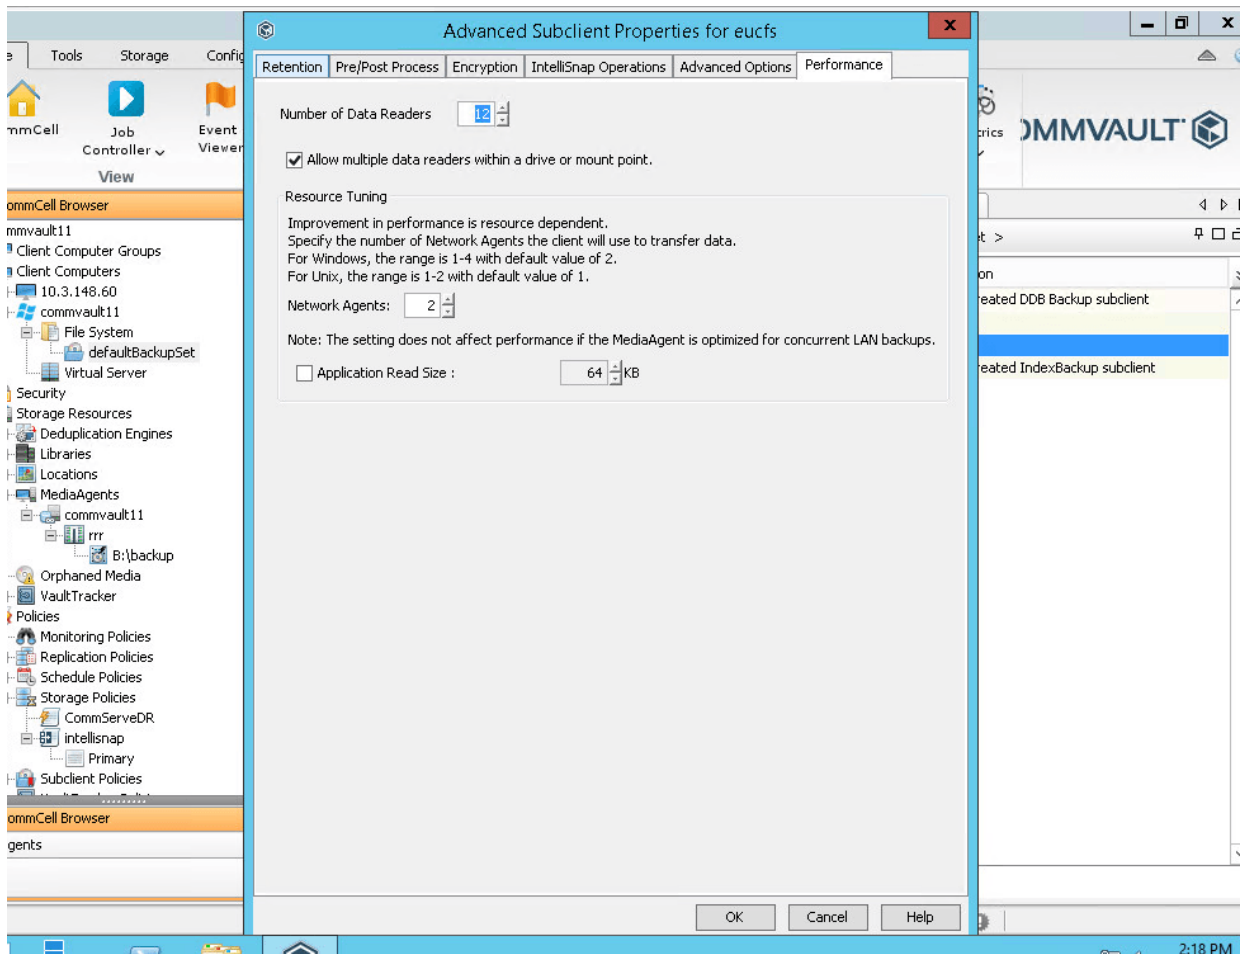 Advanced Subclient Properties for eucfs
x
Tools Storage Config
Retention Pre/Post Process Encryption IntelliSnap Operations Advanced Options Performance
mmCell Job Controller Event Viewer
View
Number of Data Readers 12
Allow multiple data readers within a drive or mount point.
Resource Tuning
Improvement in performance is resource dependent.
Specify the number of Network Agents the client will use to transfer data.
For Windows, the range is 1-4 with default value of 2.
For Unix, the range is 1-2 with default value of 1.
Network Agents: 2
Note: The setting does not affect performance if the MediaAgent is optimized for concurrent LAN backups.
Application Read Size : 64 KB
OK Cancel Help
ommCell Browser
mmvault11
Client Computer Groups
Client Computers
10.3.148.60
commvault11
File System
defaultBackupSet
Virtual Server
Security
Storage Resources
Deduplication Engines
Libraries
Locations
MediaAgents
commvault11
rrr
B:\backup
Orphaned Media
VaultTracker
Policies
Monitoring Policies
Replication Policies
Schedule Policies
Storage Policies
CommServeDR
intellisnap
Primary
Subclient Policies
ommCell Browser
gents
trics
OMMVAULT
et >
on
reated DDB Backup subclient
reated IndexBackup subclient
2:18 PM